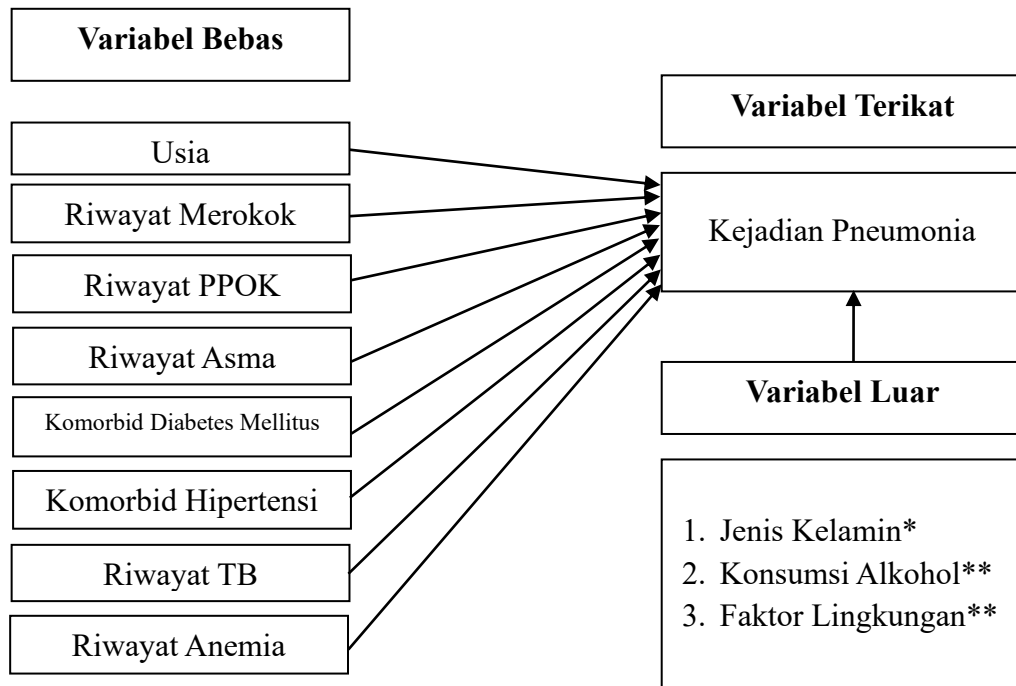 Variabel Bebas
Usia
Riwayat Merokok
Riwayat PPOK
Riwayat Asma
Komorbid Diabetes Mellitus
Komorbid Hipertensi
Riwayat TB
Riwayat Anemia
Variabel Terikat
Kejadian Pneumonia
Variabel Luar
1. Jenis Kelamin*
2. Konsumsi Alkohol**
3. Faktor Lingkungan**